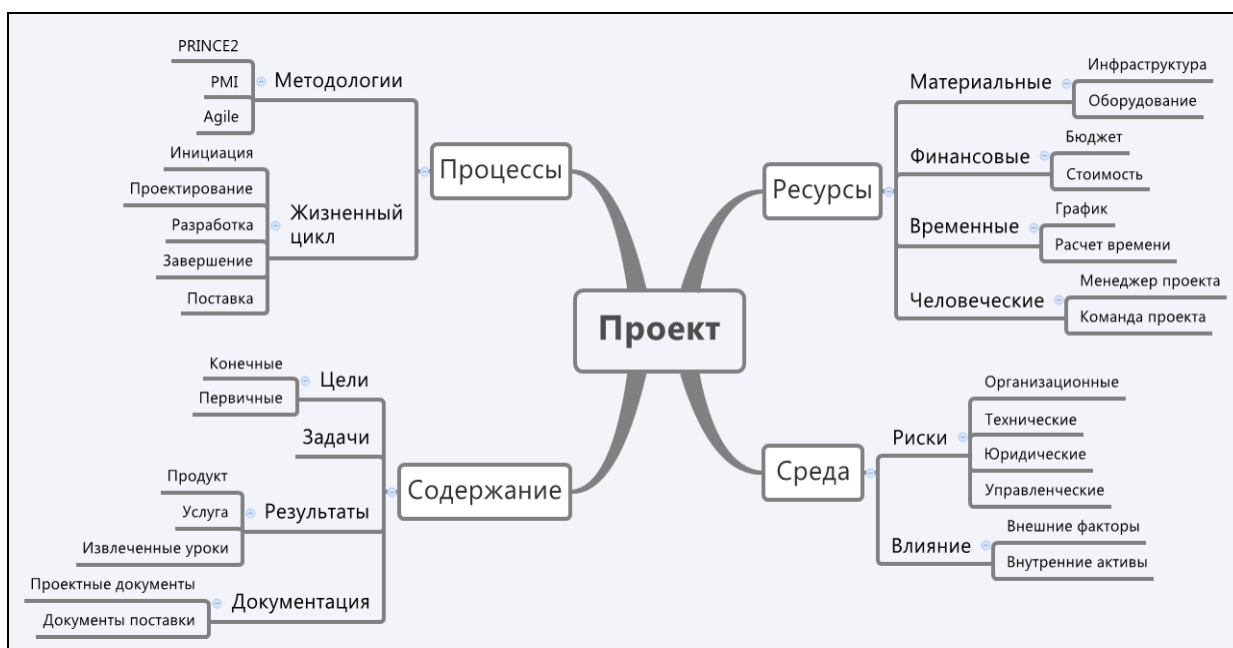 Проект
Процессы
Методологии
PRINCE2
PMI
Agile
Жизненный
цикл
Инициация
Проектирование
Разработка
Завершение
Поставка
Ресурсы
Материальные
Инфраструктура
Оборудование
Финансовые
Бюджет
Стоимость
Временные
График
Расчет времени
Человеческие
Менеджер проекта
Команда проекта
Содержание
Цели
Конечные
Первичные
Задачи
Результаты
Продукт
Услуга
Извлеченные уроки
Документация
Проектные документы
Документы поставки
Среда
Риски
Организационные
Технические
Юридические
Управленческие
Влияние
Внешние факторы
Внутренние активы